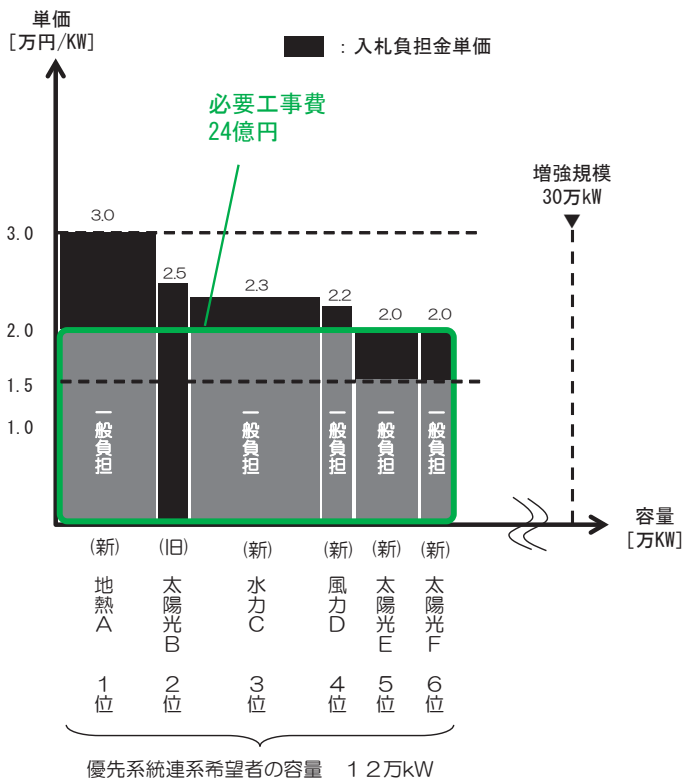 単価
[万円/KW]
：入札負担金単価
必要工事費
24億円
増強規模
30万kW
3.0
2.5
2.3
2.2
2.0
2.0
3.0
2.0
1.5
1.0
一般負担
一般負担
一般負担
一般負担
一般負担
容量
[万KW]
(新)
(旧)
(新)
(新)
(新)
(新)
地熱A
太陽光B
水力C
風力D
太陽光E
太陽光F
1位
2位
3位
4位
5位
6位
優先系統連系希望者の容量　12万kW